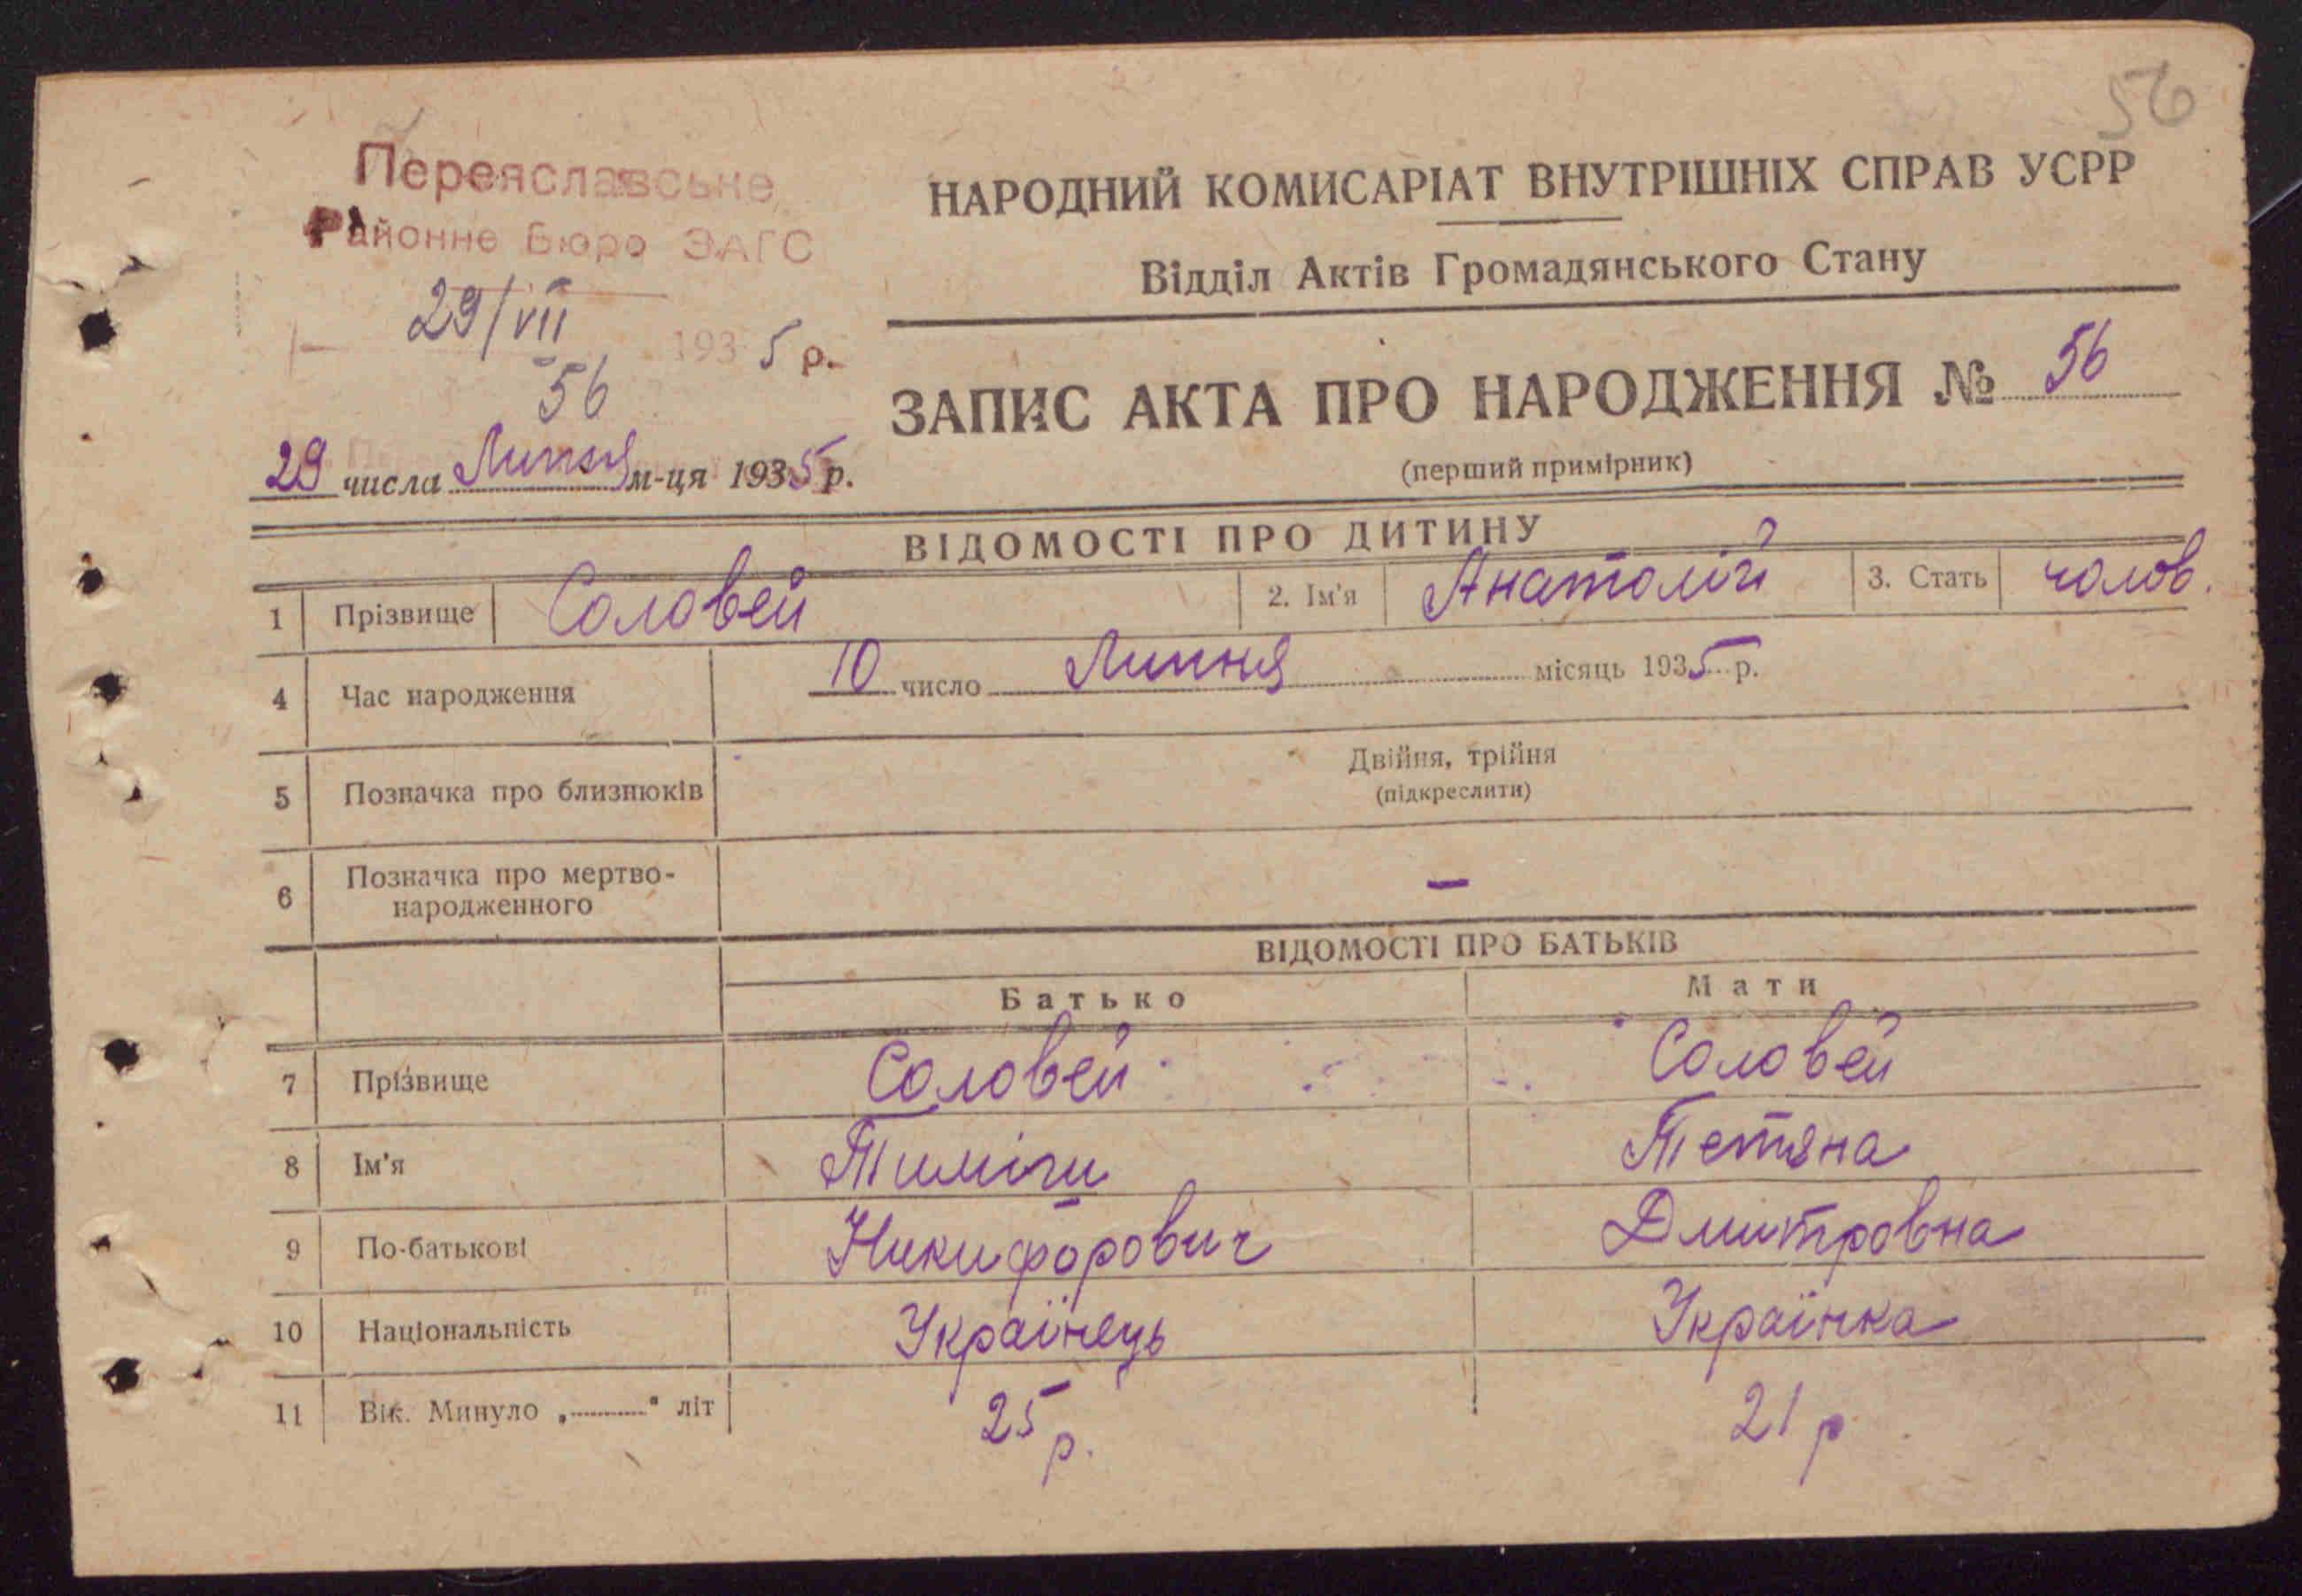 56
Переяславське
Районне Бюро ЗАГС
29/VII
1935 р.
56
29 числа Липня м-ця 1935 р.
НАРОДНИЙ КОМИСАРІАТ ВНУТРІШНІХ СПРАВ УСРР
Відділ Актів Громадянського Стану
ЗАПИС АКТА ПРО НАРОДЖЕННЯ № 56
(перший примірник)
ВІДОМОСТІ ПРО ДИТИНУ
1 Прізвище Соловей 2. Ім'я Анатолій 3. Стать чолов.
4 Час народження 10 число Липня місяць 1935 р.
5 Позначка про близнюків Двійня, трійня
(підкреслити)
6 Позначка про мертво-
народженного —
ВІДОМОСТІ ПРО БАТЬКІВ
Батько Мати
7 Прізвище Соловей Соловей
8 Ім'я Тетяна
9 По-батькові Никифорович Дмитровна
10 Національність Українець Українка
11 Вік. Минуло „ " літ 25 р. 21 р